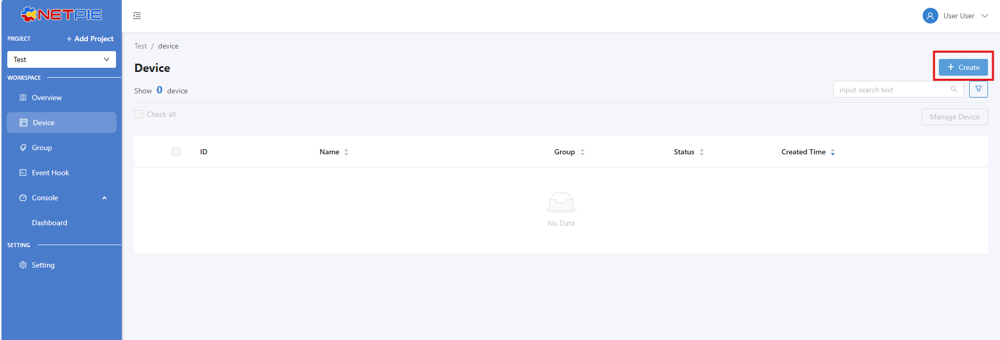 NETPIE
PROJECT + Add Project
Test
WORKSPACE
Overview
Device
Group
Event Hook
Console
Dashboard
SETTING
Setting
User User
Test / device
Device
+ Create
Show 0 device
input search text
Check all
Manage Device
ID Name Group Status Created Time
No Data